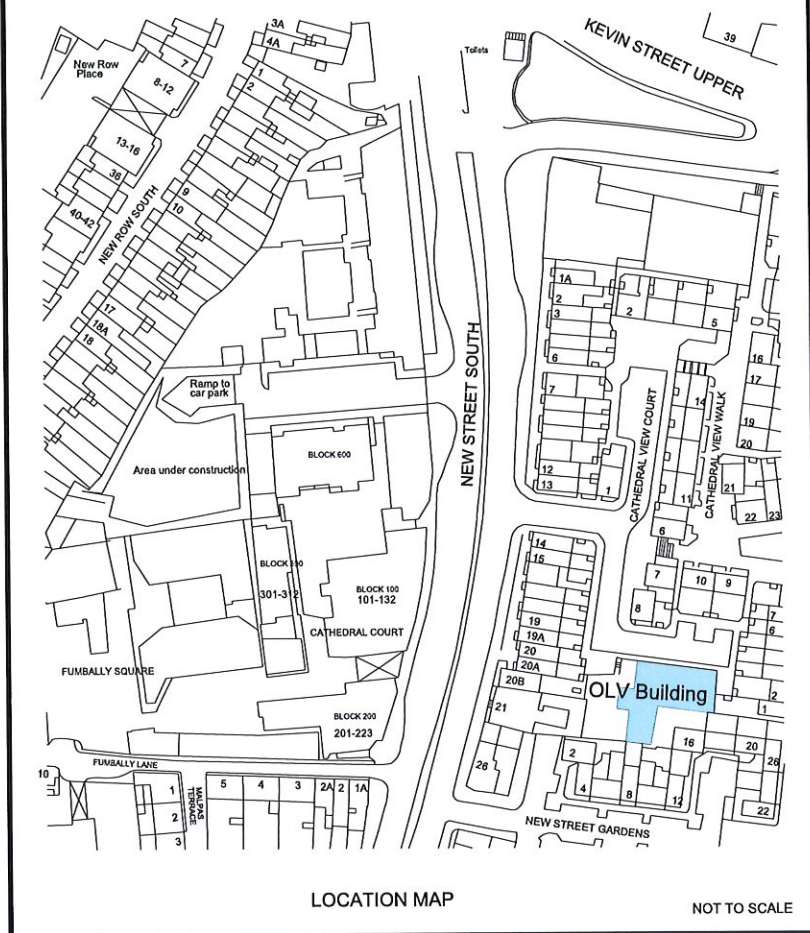 3A
4A
39
KEVIN STREET UPPER
Toilets
New Row
Place
7
8-12
1
2
13-16
36
9
10
40-42
NEW ROW SOUTH
17
18A
18
1A
2
3
6
2
5
7
12
13
1
16
17
19
20
14
11
21
22
23
6
CATHEDRAL VIEW COURT
CATHEDRAL VIEW WALK
NEW STREET SOUTH
Ramp to
car park
Area under construction
BLOCK 600
301-312
BLOCK 100
101-132
CATHEDRAL COURT
FUMBALLY SQUARE
BLOCK 200
201-223
14
15
19
19A
20
20A
20B
21
26
7
8
10
9
7
6
2
1
OLV Building
2
4
8
12
16
20
26
22
NEW STREET GARDENS
FUMBALLY LANE
10
1
2
3
MALPAS
TERRACE
5
4
3
2A
2
1A
LOCATION MAP
NOT TO SCALE